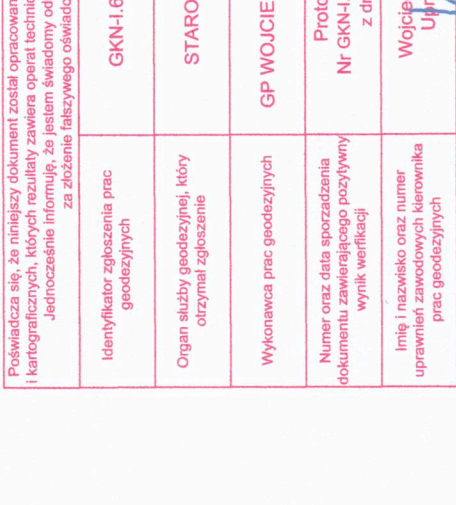 Poświadcza się, że niniejszy dokument został opracowan
i kartograficznych, których rezultaty zawiera operat technic
Jednocześnie informuję, że jestem świadomy od
za złożenie fałszywego oświadc
Identyfikator zgłoszenia prac
geodezyjnych
GKN-I.6
Organ służby geodezyjnej, który
otrzymał zgłoszenie
STARO
Wykonawca prac geodezyjnych
GP WOJCIE
Numer oraz data sporzadzenia
dokumentu zawierającego pozytywny
wynik werfikacji
Proto
Nr GKN-I.
z dn
Imię i nazwisko oraz numer
uprawnień zawodowych kierownika
prac geodezyjnych
Wojcie
Upr